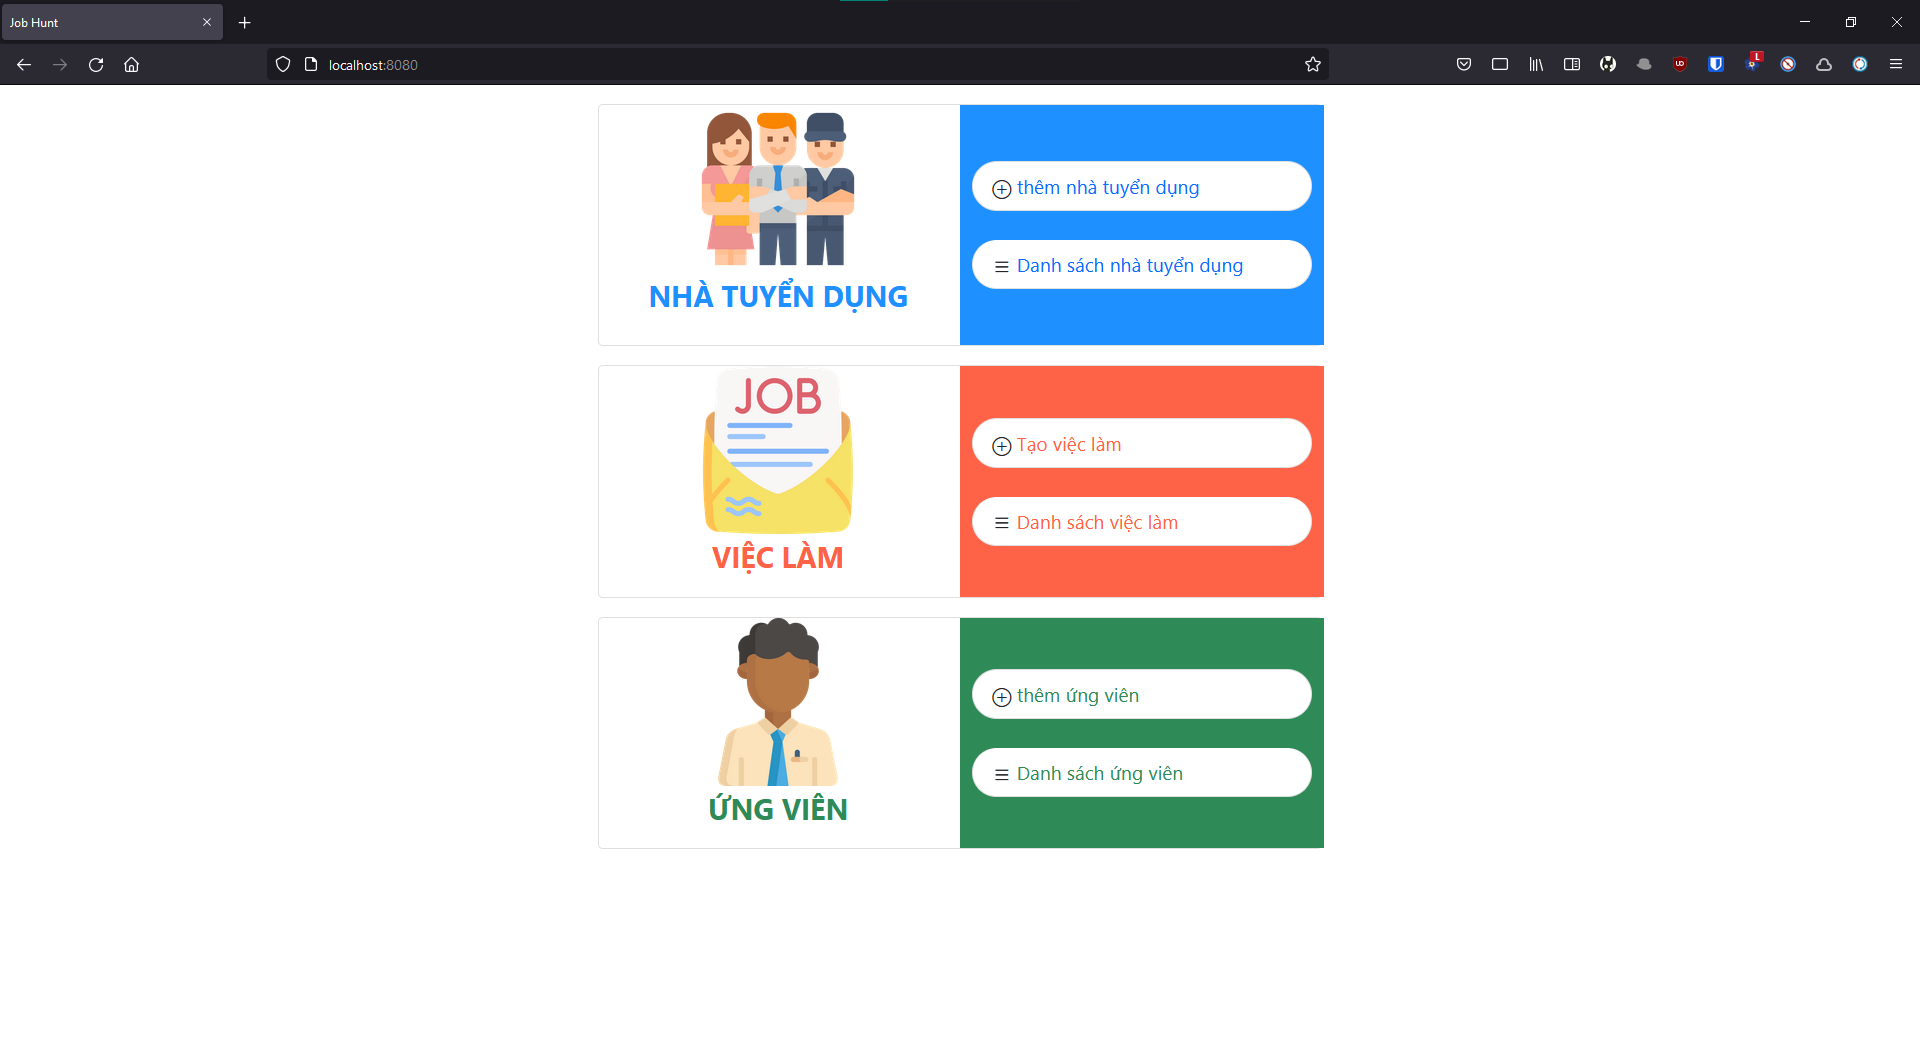 Job Hunt
localhost:8080
thêm nhà tuyển dụng
Danh sách nhà tuyển dụng
NHÀ TUYỂN DỤNG
JOB
Tạo việc làm
Danh sách việc làm
VIỆC LÀM
thêm ứng viên
Danh sách ứng viên
ỨNG VIÊN